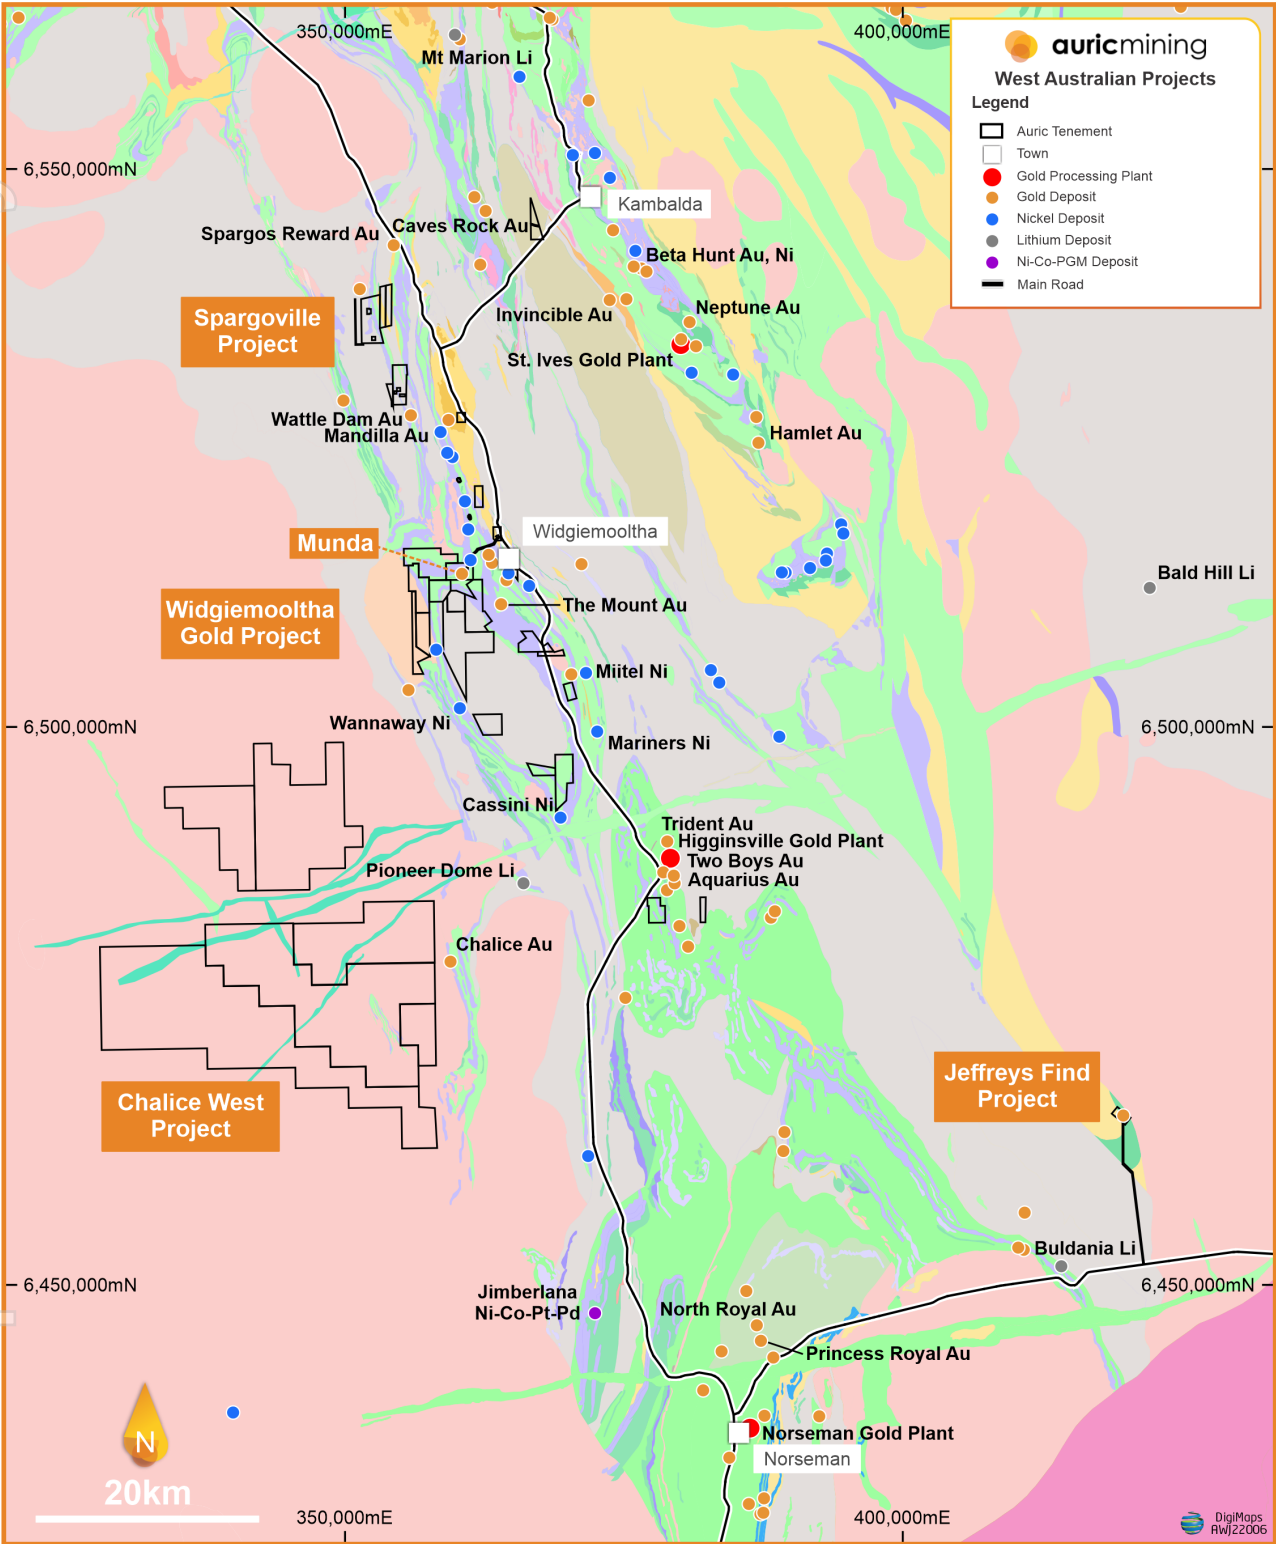 350,000mE
400,000mE
auricmining
West Australian Projects
Legend
Auric Tenement
Town
Gold Processing Plant
Gold Deposit
Nickel Deposit
Lithium Deposit
Ni-Co-PGM Deposit
Main Road
Mt Marion Li
6,550,000mN
Kambalda
Caves Rock Au
Spargos Reward Au
Beta Hunt Au, Ni
Neptune Au
Invincible Au
Spargoville
Project
St. Ives Gold Plant
Wattle Dam Au
Mandilla Au
Hamlet Au
Widgiemooltha
Munda
Bald Hill Li
Widgiemooltha
Gold Project
The Mount Au
Miitel Ni
Wannaway Ni
6,500,000mN
6,500,000mN
Mariners Ni
Cassini Ni
Trident Au
Higginsville Gold Plant
Two Boys Au
Pioneer Dome Li
Aquarius Au
Chalice Au
Jeffreys Find
Project
Chalice West
Project
Buldania Li
6,450,000mN
6,450,000mN
Jimberlana
Ni-Co-Pt-Pd
North Royal Au
Princess Royal Au
Norseman Gold Plant
Norseman
N
20km
350,000mE
400,000mE
DigiMaps
AWJ22006